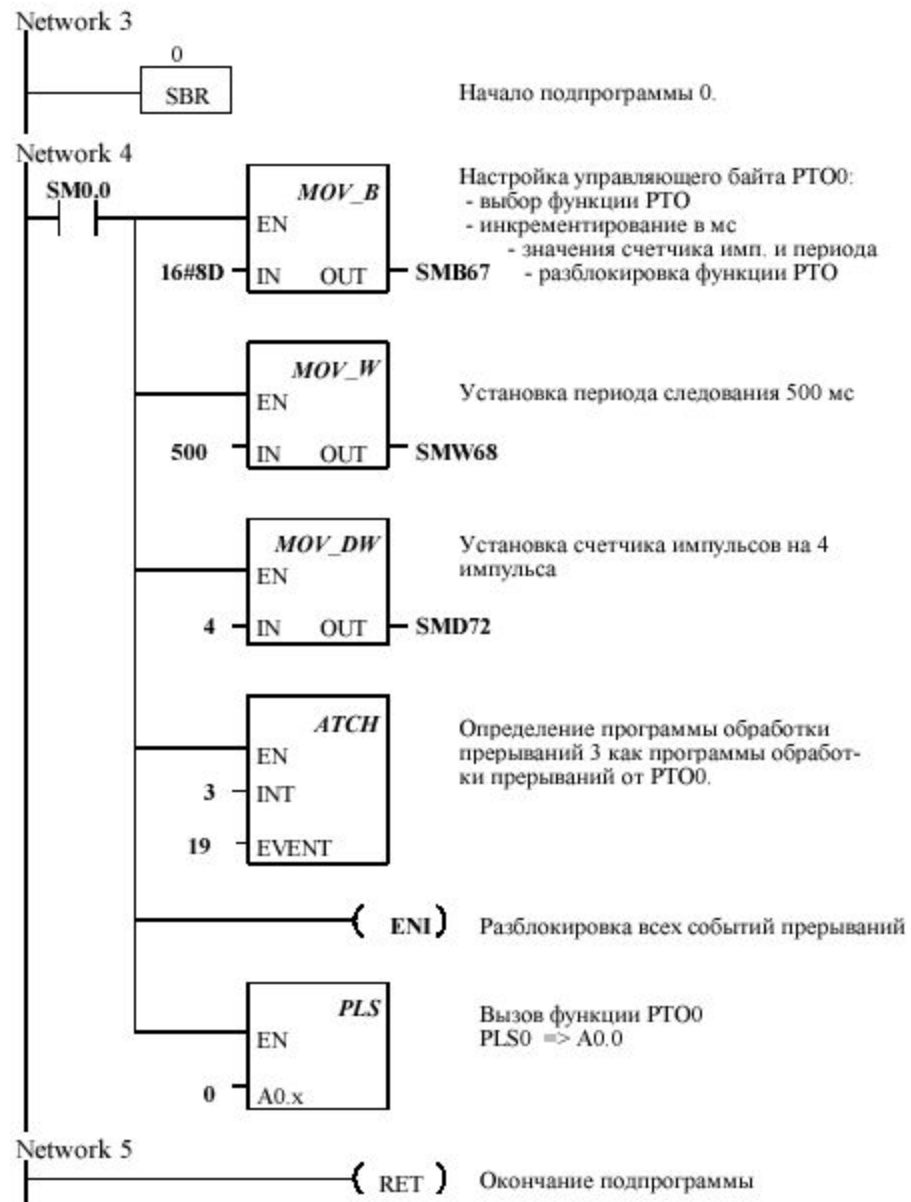 Network 3
0
SBR
Начало подпрограммы 0.
Network 4
SM0.0
MOV_B
EN
16#8D
IN OUT
SMB67
Настройка управляющего байта PTO0:
- выбор функции PTO
- инкрементирование в мс
- значения счетчика имп. и периода
- разблокировка функции PTO
MOV_W
EN
500
IN OUT
SMW68
Установка периода следования 500 мс
MOV_DW
EN
4
IN OUT
SMD72
Установка счетчика импульсов на 4
импульса
ATCH
EN
3
INT
19
EVENT
Определение программы обработки
прерываний 3 как программы обработ-
ки прерываний от PTO0.
ENI
Разблокировка всех событий прерываний
PLS
EN
0
A0.x
Вызов функции PTO0
PLS0 => A0.0
Network 5
RET
Окончание подпрограммы